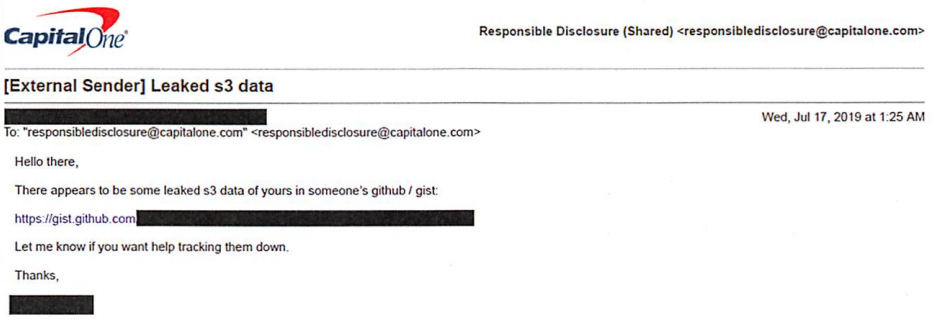 CapitalOne
Responsible Disclosure (Shared) <responsibledisclosure@capitalone.com>
[External Sender] Leaked s3 data
Wed, Jul 17, 2019 at 1:25 AM
To: "responsibledisclosure@capitalone.com" <responsibledisclosure@capitalone.com>
Hello there,
There appears to be some leaked s3 data of yours in someone's github / gist:
https://gist.github.com
Let me know if you want help tracking them down.
Thanks,